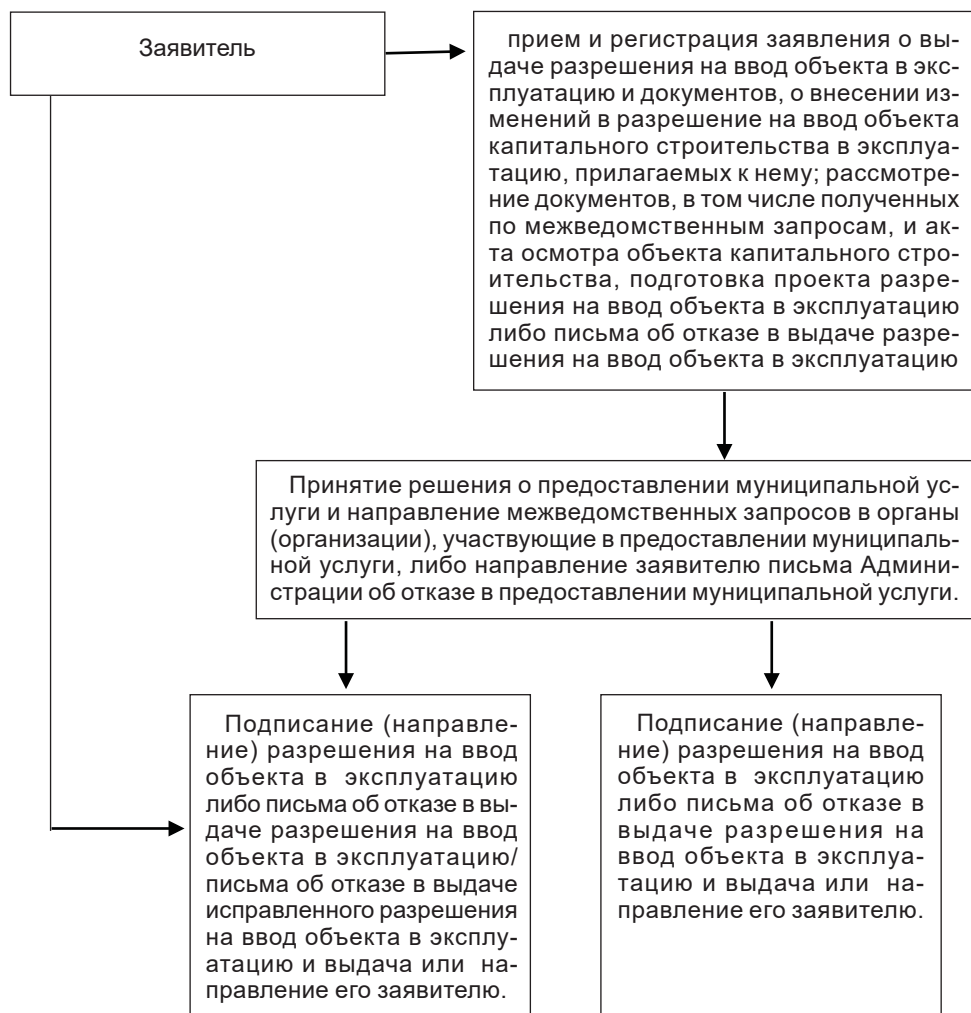 Заявитель
прием и регистрация заявления о вы-
даче разрешения на ввод объекта в экс-
плуатацию и документов, о внесении из-
менений в разрешение на ввод объекта
капитального строительства в эксплуа-
тацию, прилагаемых к нему; рассмотре-
ние документов, в том числе полученных
по межведомственным запросам, и ак-
та осмотра объекта капитального стро-
ительства, подготовка проекта разре-
шения на ввод объекта в эксплуатацию
либо письма об отказе в выдаче разре-
шения на ввод объекта в эксплуатацию
Принятие решения о предоставлении муниципальной ус-
луги и направление межведомственных запросов в органы
(организации), участвующие в предоставлении муниципаль-
ной услуги, либо направление заявителю письма Админи-
страции об отказе в предоставлении муниципальной услуги.
Подписание (направле-
ние) разрешения на ввод
объекта в эксплуатацию
либо письма об отказе в вы-
даче разрешения на ввод
объекта в эксплуатацию/
письма об отказе в выдаче
исправленного разрешения
на ввод объекта в эксплу-
атацию и выдача или на-
правление его заявителю.
Подписание (направле-
ние) разрешения на ввод
объекта в эксплуатацию
либо письма об отказе в
выдаче разрешения на
ввод объекта в эксплуа-
тацию и выдача или на-
правление его заявителю.